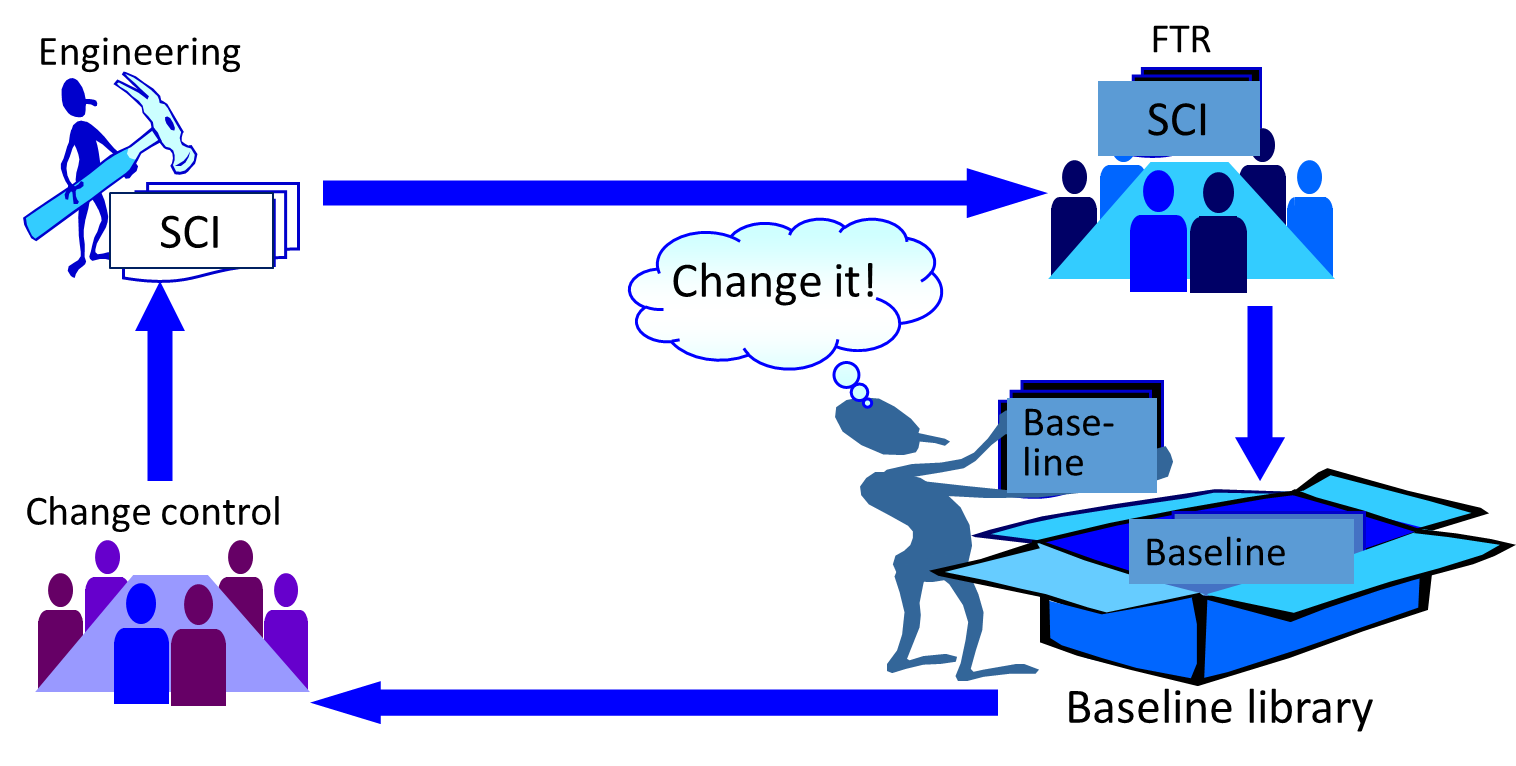 Engineering
FTR
SCI
SCI
Change it!
Base-
line
Change control
Baseline
Baseline library